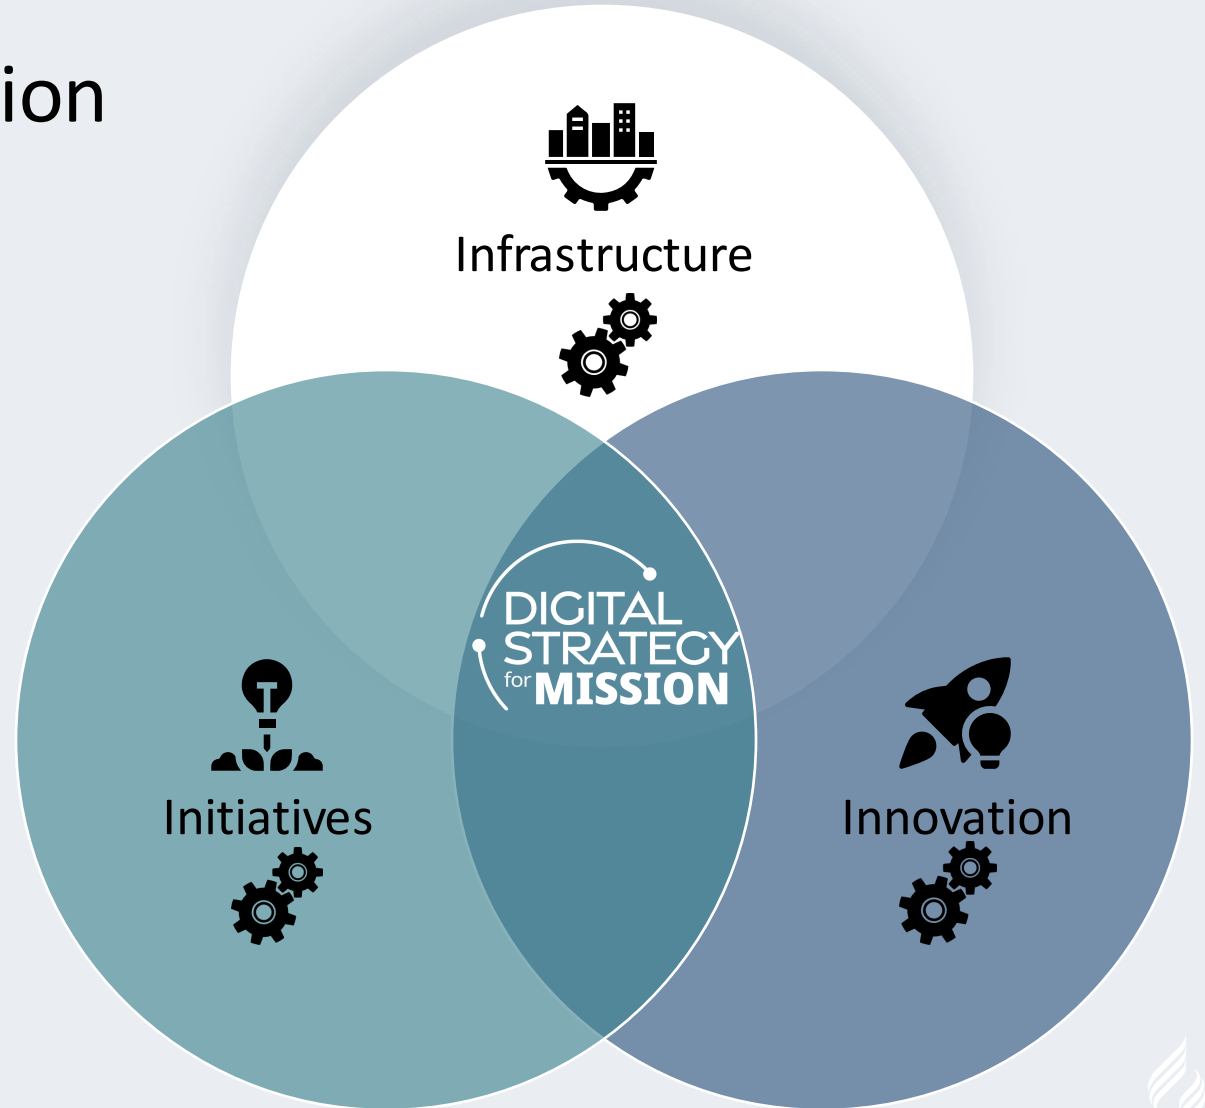 ion
Infrastructure
DIGITAL
STRATEGY
for MISSION
Initiatives
Innovation